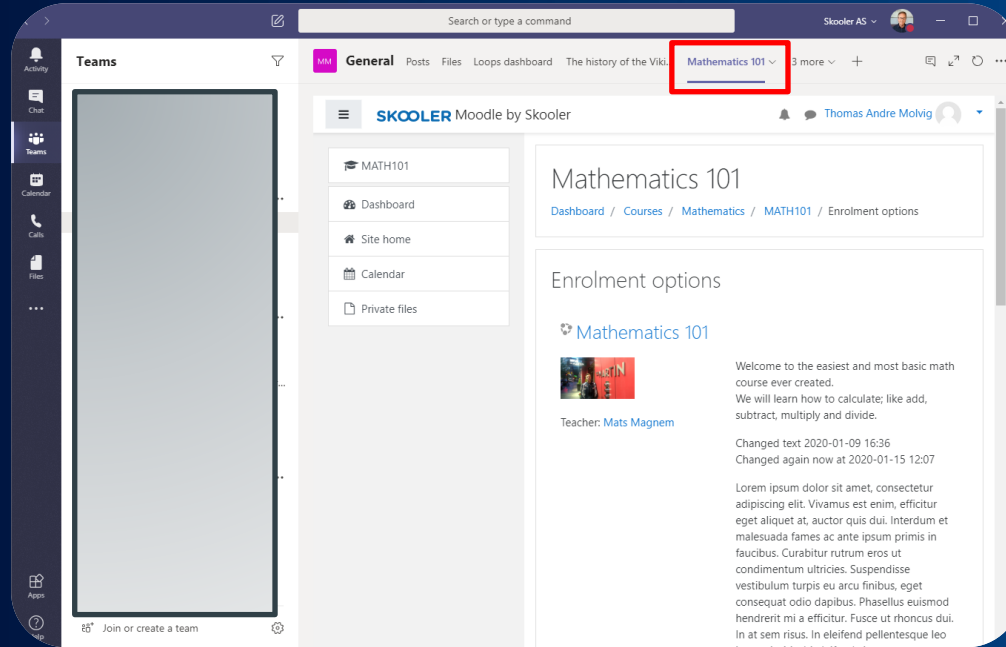 Search or type a command
Skooler AS
Activity
Chat
Teams
Calendar
Calls
Files
Apps
Teams
Join or create a team
MM General Posts Files Loops dashboard The history of the Viki... Mathematics 101 3 more
SKOOLER Moodle by Skooler
Thomas Andre Molvig
MATH101
Dashboard
Site home
Calendar
Private files
Mathematics 101
Dashboard / Courses / Mathematics / MATH101 / Enrolment options
Enrolment options
Mathematics 101
Teacher: Mats Magnem
Welcome to the easiest and most basic math
course ever created.
We will learn how to calculate; like add,
subtract, multiply and divide.
Changed text 2020-01-09 16:36
Changed again now at 2020-01-15 12:07
Lorem ipsum dolor sit amet, consectetur
adipiscing elit. Vivamus est enim, efficitur
eget aliquet at, auctor quis dui. Interdum et
malesuada fames ac ante ipsum primis in
faucibus. Curabitur rutrum eros ut
condimentum ultricies. Suspendisse
vestibulum turpis eu arcu finibus, eget
consequat odio dapibus. Phasellus euismod
hendrerit mi a efficitur. Fusce ut rhoncus dui.
In at sem risus. In eleifend pellentesque leo